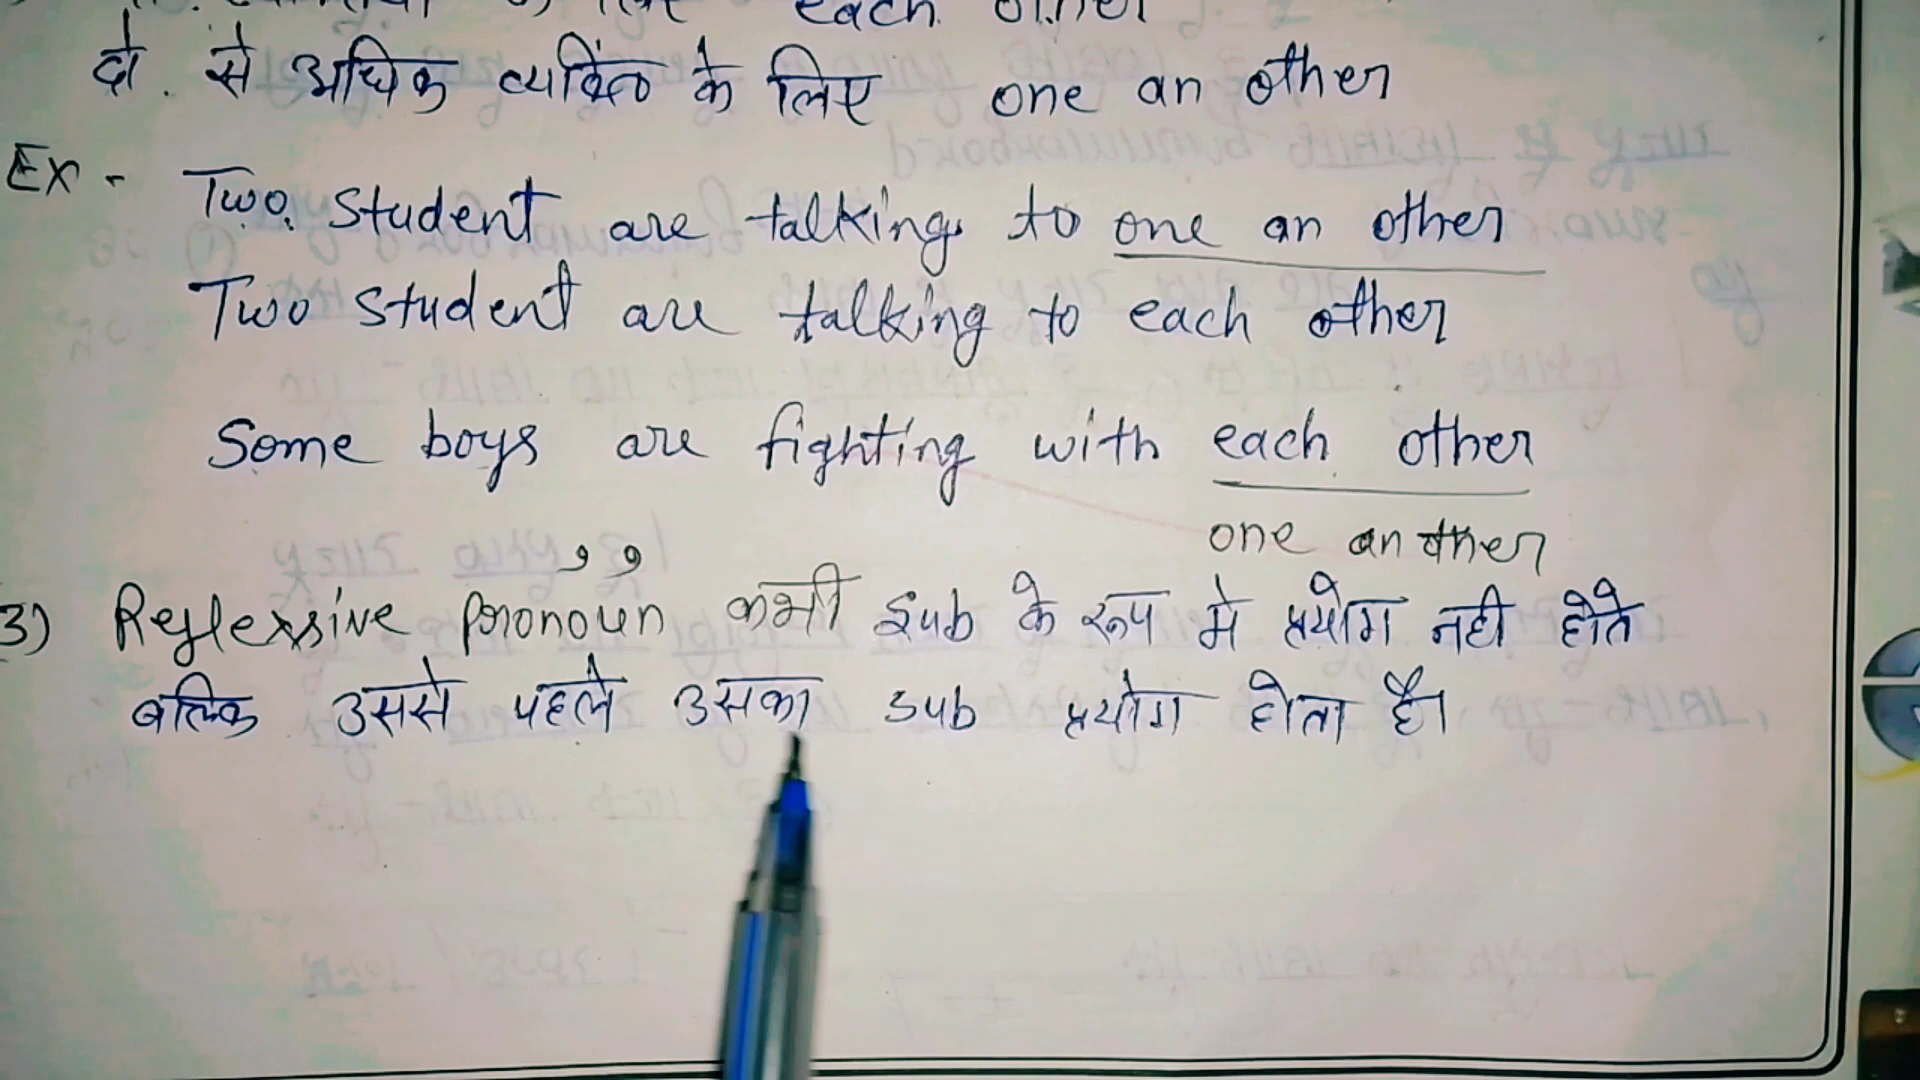 के लिए each other
दो से अधिक व्यक्ति के लिए one an other
Ex - Two Student are talking to one an other
Two student are talking to each other
Some boys are fighting with each other
one an other
3) Reflexsive pronoun कभी Sub के रूप मे प्रयोग नही होते
बल्कि उससे पहले उसका sub प्रयोग होता है।